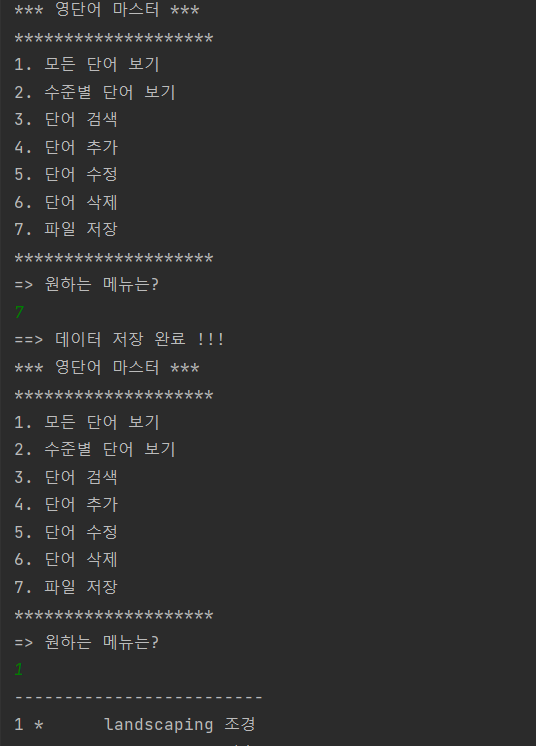 *** 영단어 마스터 ***
********************
1. 모든 단어 보기
2. 수준별 단어 보기
3. 단어 검색
4. 단어 추가
5. 단어 수정
6. 단어 삭제
7. 파일 저장
********************
=> 원하는 메뉴는?
7
==> 데이터 저장 완료 !!!
*** 영단어 마스터 ***
********************
1. 모든 단어 보기
2. 수준별 단어 보기
3. 단어 검색
4. 단어 추가
5. 단어 수정
6. 단어 삭제
7. 파일 저장
********************
=> 원하는 메뉴는?
1
-------------------------
1 *      landscaping 조경